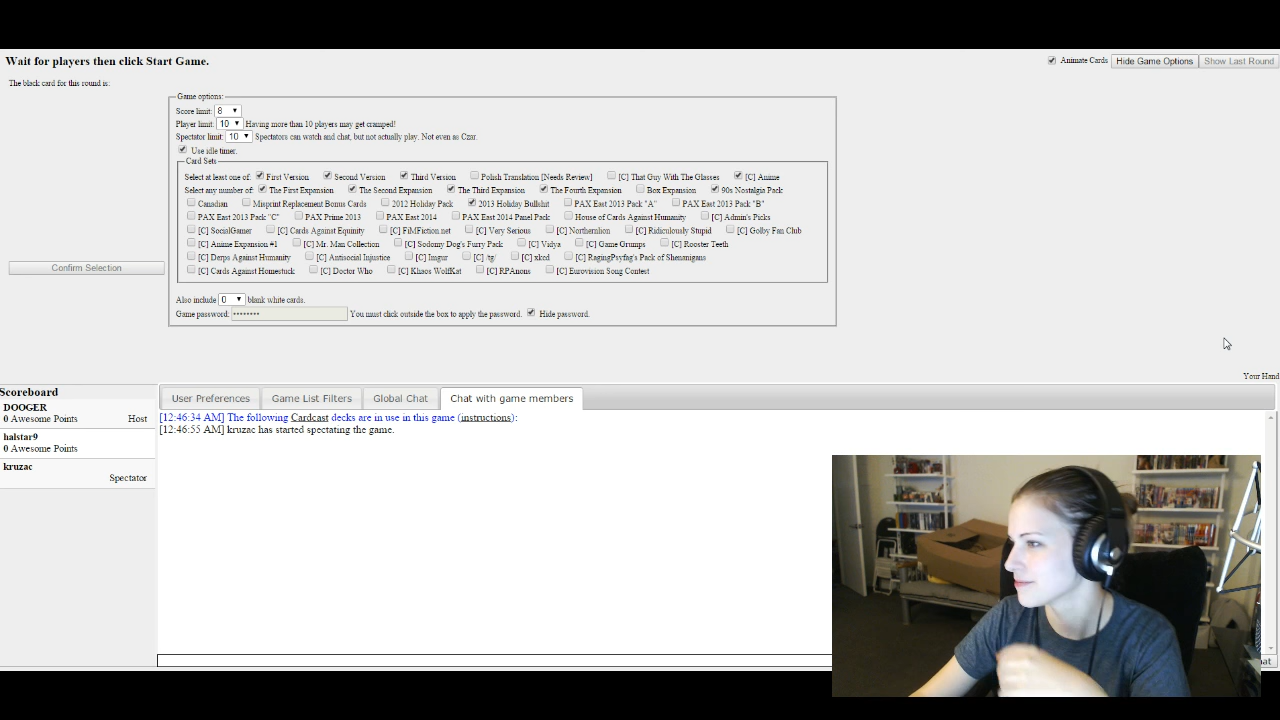 Wait for players then click Start Game.
Animate Cards Hide Game Options Show Last Round
The black card for this round is:
Game options:
Score limit: 8
Player limit: 10 Having more than 10 players may get cramped!
Spectator limit: 10 Spectators can watch and chat, but not actually play. Not even as Czar.
Use idle timer.
Card Sets
Select at least one of: First Version Second Version Third Version Polish Translation [Needs Review] [C] That Guy With The Glasses [C] Anime
Select any number of: The First Expansion The Second Expansion The Third Expansion The Fourth Expansion Box Expansion 90s Nostalgia Pack
Canadian Misprint Replacement Bonus Cards 2012 Holiday Pack 2013 Holiday Bullshit PAX East 2013 Pack "A" PAX East 2013 Pack "B"
PAX East 2013 Pack "C" PAX Prime 2013 PAX East 2014 PAX East 2014 Panel Pack House of Cards Against Humanity [C] Admin's Picks
[C] SocialGamer [C] Cards Against Equinity [C] FiMFiction.net [C] Very Serious [C] Northernlion [C] Ridiculously Stupid [C] Golby Fan Club
[C] Anime Expansion #1 [C] Mr. Man Collection [C] Sodomy Dog's Furry Pack [C] Vidya [C] Game Grumps [C] Rooster Teeth
[C] Derps Against Humanity [C] Antisocial Injustice [C] Imgur [C] /tg/ [C] xkcd [C] RagingPsyfag's Pack of Shenanigans
[C] Cards Against Homestuck [C] Doctor Who [C] Khaos WolfKat [C] RPAnons [C] Eurovision Song Contest
Confirm Selection
Also include 0 blank white cards.
Game password: •••••••• You must click outside the box to apply the password. Hide password.
Your Hand
Scoreboard
User Preferences Game List Filters Global Chat Chat with game members
DOOGER
0 Awesome Points Host
halstar9
0 Awesome Points
kruzac
Spectator
[12:46:34 AM] The following Cardcast decks are in use in this game (instructions):
[12:46:55 AM] kruzac has started spectating the game.